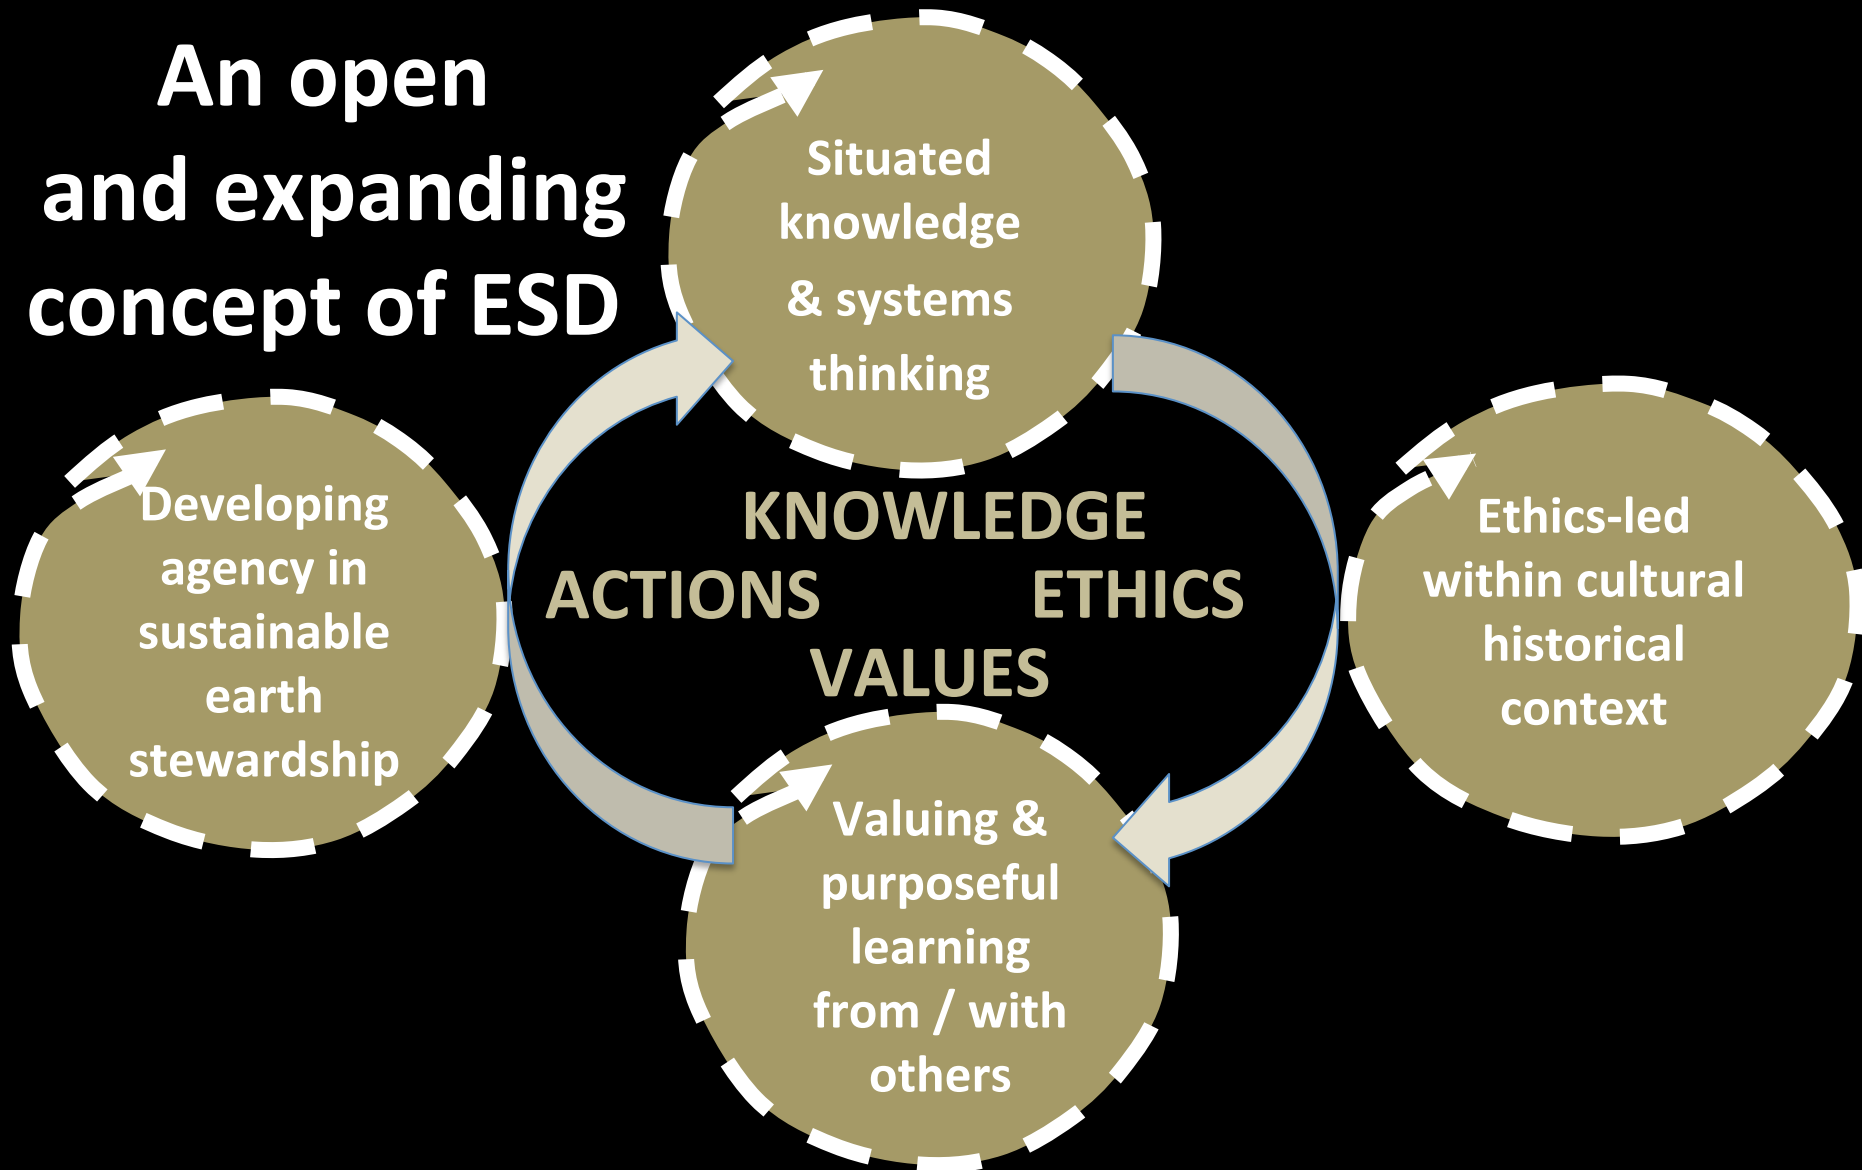 An open
and expanding
concept of ESD
Situated
knowledge
& systems
thinking
Developing
agency in
sustainable
earth
stewardship
KNOWLEDGE
ACTIONS ETHICS
VALUES
Ethics-led
within cultural
historical
context
Valuing &
purposeful
learning
from / with
others